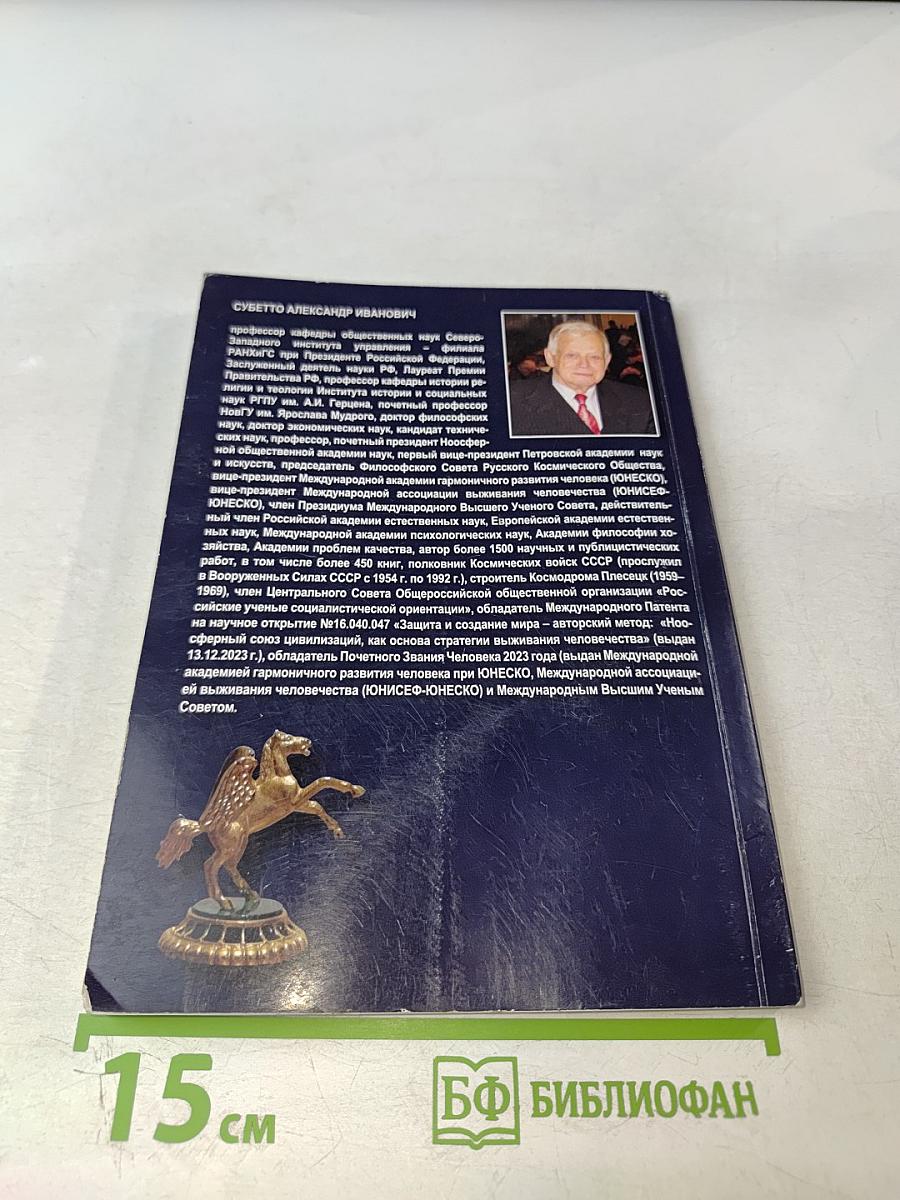 СУБЕТТО АЛЕКСАНДР ИВАНОВИЧ
профессор кафедры общественных наук Северо-
Западного института управления – филиала
РАНХиГС при Президенте Российской Федерации,
Заслуженный деятель науки РФ, Лауреат Премии
Правительства РФ, профессор кафедры истории ре-
лигии и теологии Института истории и социальных
наук РГПУ им. А.И. Герцена, почетный профессор
НовГУ им. Ярослава Мудрого, доктор философских
наук, доктор экономических наук, кандидат техниче-
ских наук, профессор, почетный президент Ноосфер-
ной общественной академии наук, первый вице-президент Петровской академии наук
и искусств, председатель Философского Совета Русского Космического Общества,
вице-президент Международной академии гармоничного развития человека (ЮНЕСКО),
вице-президент Международной ассоциации выживания человечества (ЮНИСЕФ-
ЮНЕСКО), член Президиума Международного Высшего Ученого Совета, действитель-
ный член Российской академии естественных наук, Европейской академии естествен-
ных наук, Международной академии психологических наук, Академии философии хо-
зяйства, Академии проблем качества, автор более 1500 научных и публицистических
работ, в том числе более 450 книг, полковник Космических войск СССР (прослужил
в Вооруженных Силах СССР с 1954 г. по 1992 г.), строитель Космодрома Плесецк (1959–
1969), член Центрального Совета Общероссийской общественной организации «Рос-
сийские ученые социалистической ориентации», обладатель Международного Патента
на научное открытие №16.040.047 «Защита и создание мира – авторский метод: «Ноо-
сферный союз цивилизаций, как основа стратегии выживания человечества» (выдан
13.12.2023 г.), обладатель Почетного Звания Человека 2023 года (выдан Международной
академией гармоничного развития человека при ЮНЕСКО, Международной ассоциаци-
ей выживания человечества (ЮНИСЕФ-ЮНЕСКО) и Международным Высшим Ученым
Советом.
15 см
БФ БИБЛИОФАН